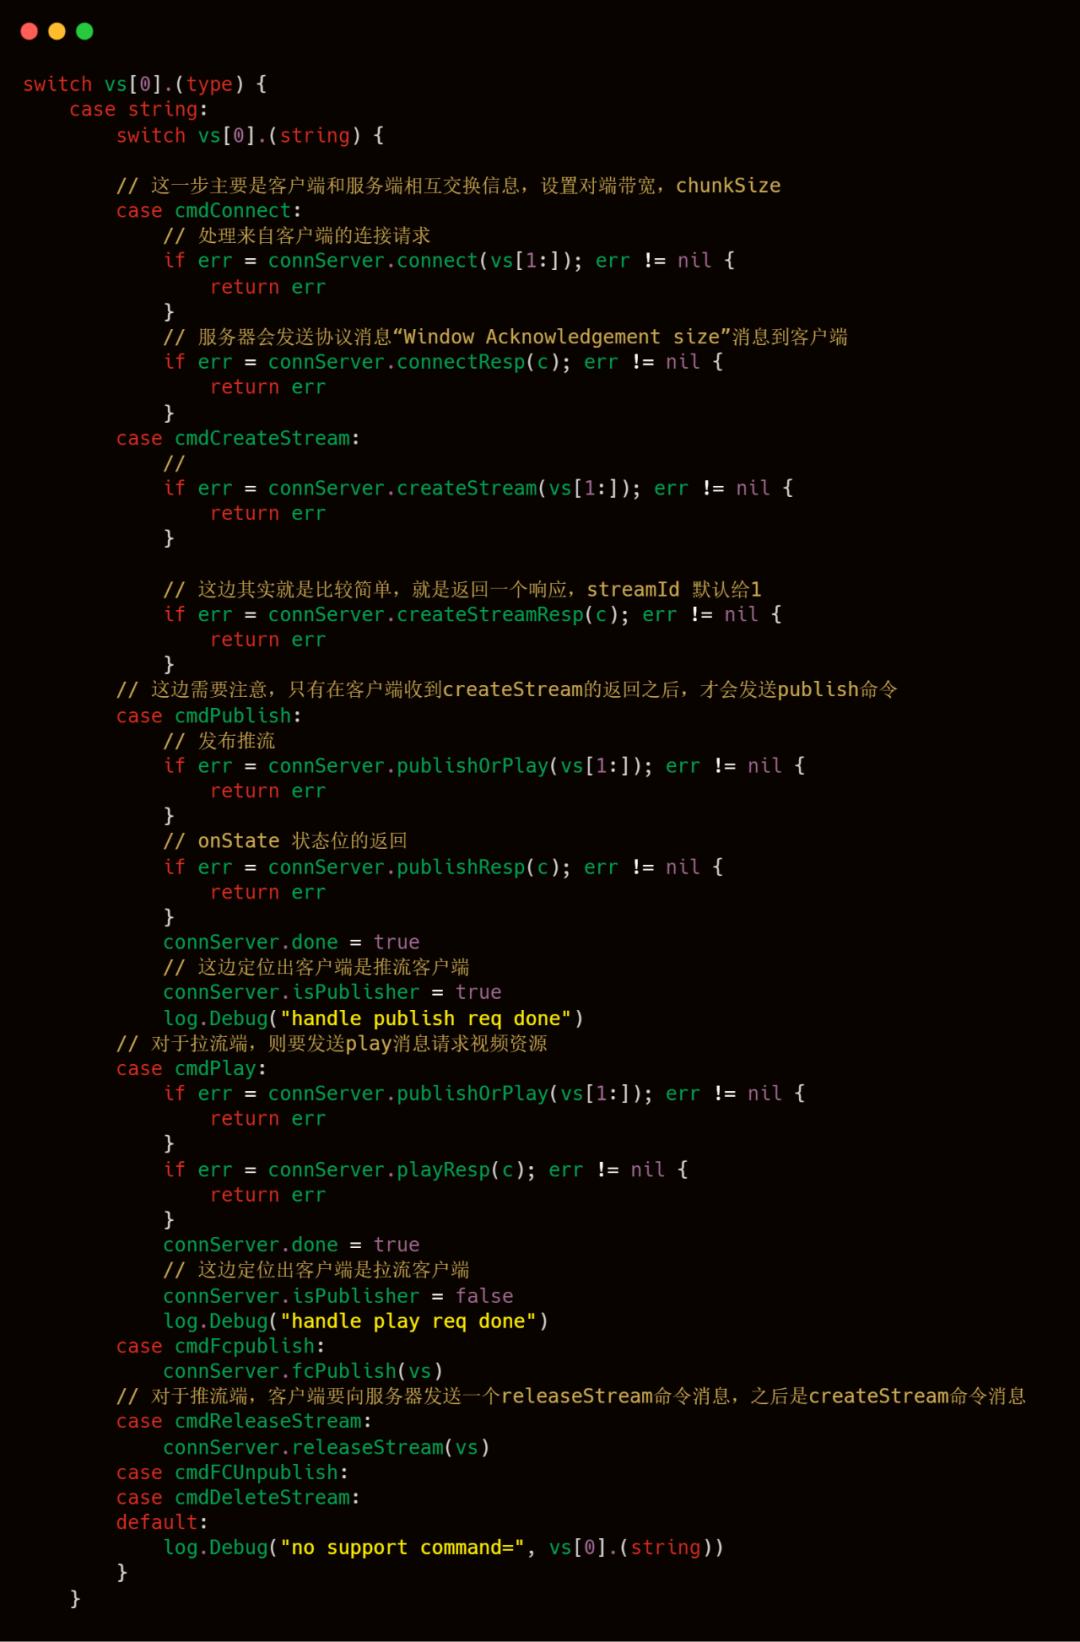 switch vs[0].(type) {
    case string:
        switch vs[0].(string) {

        // 这一步主要是客户端和服务端相互交换信息，设置对端带宽，chunkSize
        case cmdConnect:
            // 处理来自客户端的连接请求
            if err = connServer.connect(vs[1:]); err != nil {
                return err
            }
            // 服务器会发送协议消息“Window Acknowledgement size”消息到客户端
            if err = connServer.connectResp(c); err != nil {
                return err
            }
        case cmdCreateStream:
            //
            if err = connServer.createStream(vs[1:]); err != nil {
                return err
            }

            // 这边其实就是比较简单，就是返回一个响应，streamId 默认给1
            if err = connServer.createStreamResp(c); err != nil {
                return err
            }
        // 这边需要注意，只有在客户端收到createStream的返回之后，才会发送publish命令
        case cmdPublish:
            // 发布推流
            if err = connServer.publishOrPlay(vs[1:]); err != nil {
                return err
            }
            // onState 状态位的返回
            if err = connServer.publishResp(c); err != nil {
                return err
            }
            connServer.done = true
            // 这边定位出客户端是推流客户端
            connServer.isPublisher = true
            log.Debug("handle publish req done")
        // 对于拉流端，则要发送play消息请求视频资源
        case cmdPlay:
            if err = connServer.publishOrPlay(vs[1:]); err != nil {
                return err
            }
            if err = connServer.playResp(c); err != nil {
                return err
            }
            connServer.done = true
            // 这边定位出客户端是拉流客户端
            connServer.isPublisher = false
            log.Debug("handle play req done")
        case cmdFcpublish:
            connServer.fcPublish(vs)
        // 对于推流端，客户端要向服务器发送一个releaseStream命令消息，之后是createStream命令消息
        case cmdReleaseStream:
            connServer.releaseStream(vs)
        case cmdFCUnpublish:
        case cmdDeleteStream:
        default:
            log.Debug("no support command=", vs[0].(string))
        }
    }